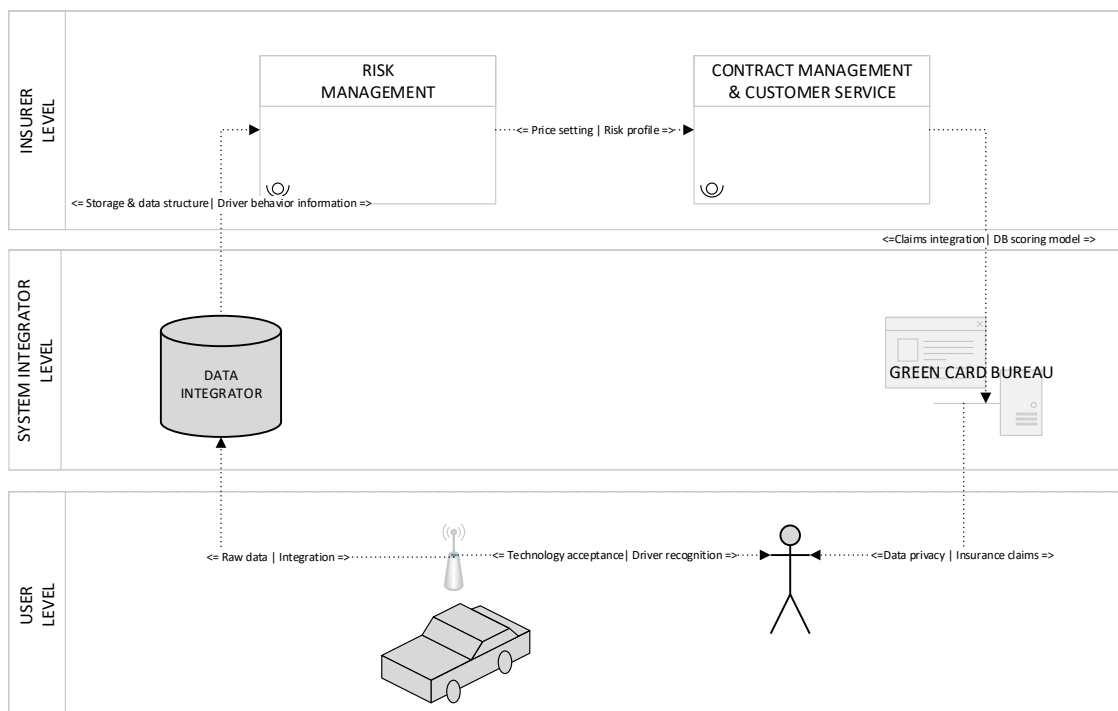 INSURER
LEVEL
RISK
MANAGEMENT
CONTRACT MANAGEMENT
& CUSTOMER SERVICE
<= Price setting | Risk profile =>
<= Storage & data structure| Driver behavior information =>
<=Claims integration| DB scoring model =>
SYSTEM INTEGRATOR
LEVEL
DATA
INTEGRATOR
GREEN CARD BUREAU
USER
LEVEL
<= Raw data | Integration =>
<= Technology acceptance| Driver recognition =>
<=Data privacy | Insurance claims =>